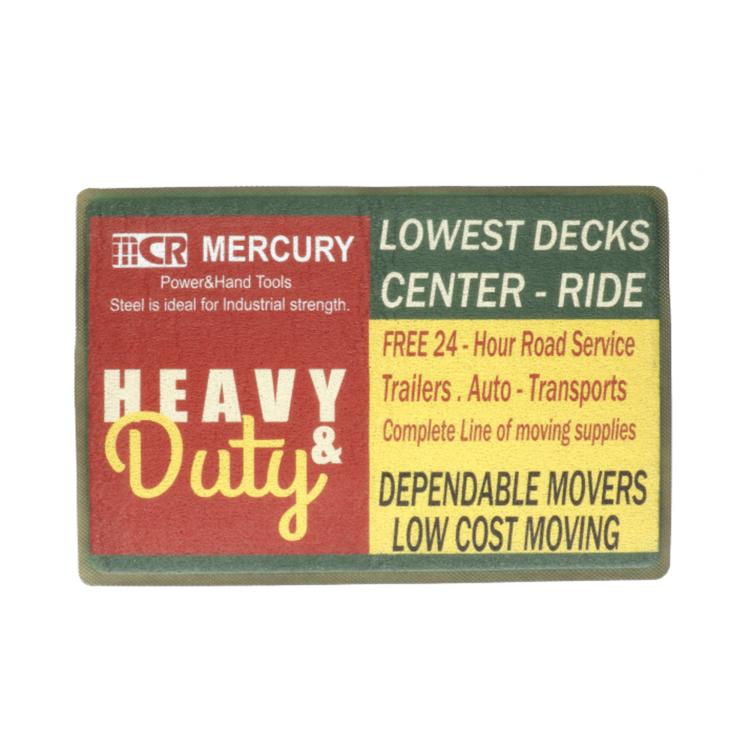 MCR MERCURY
Power&Hand Tools
Steel is ideal for Industrial strength.
HEAVY
&
Duty
LOWEST DECKS
CENTER - RIDE
FREE 24 - Hour Road Service
Trailers . Auto - Transports
Complete Line of moving supplies
DEPENDABLE MOVERS
LOW COST MOVING